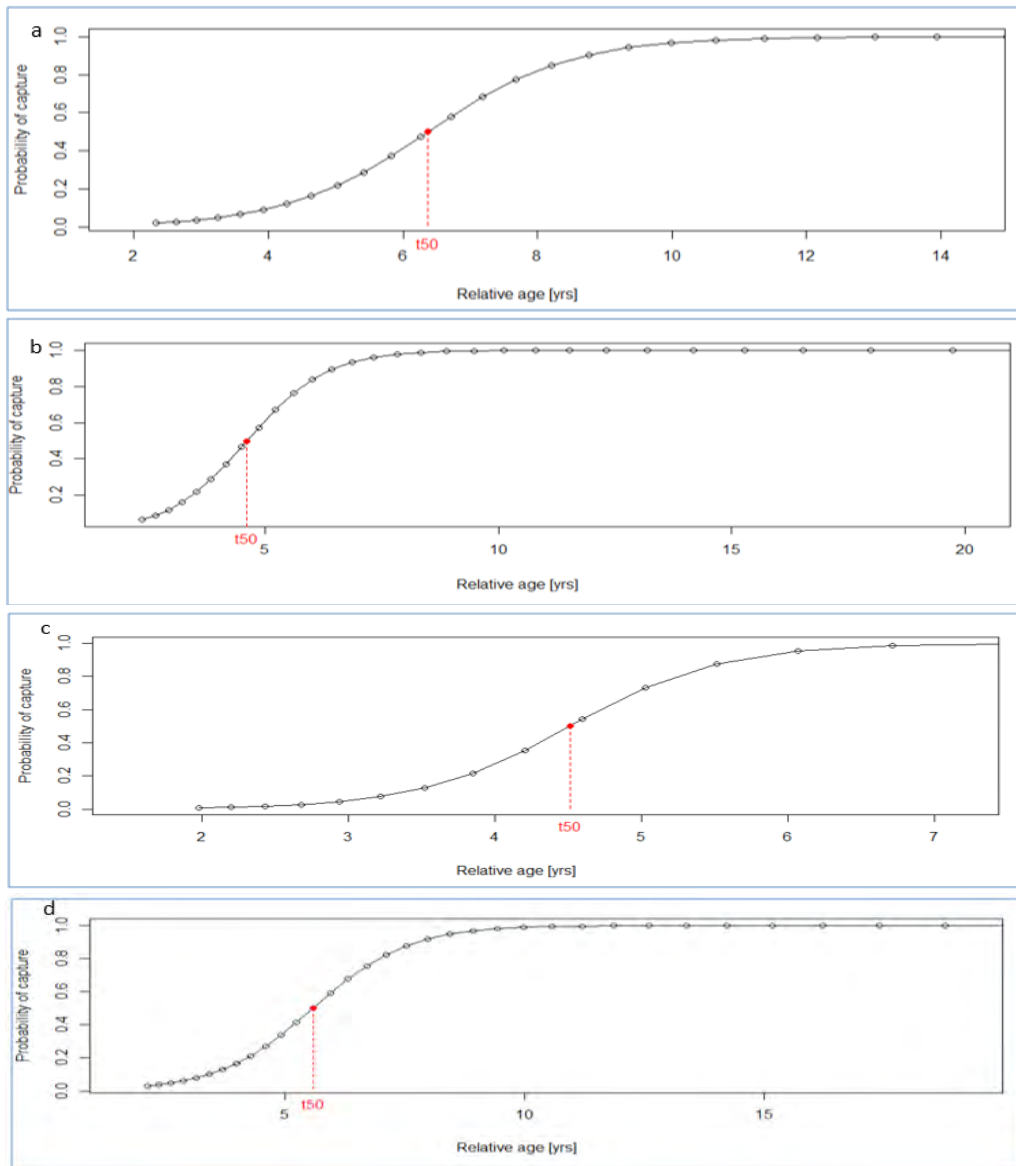 a
Probability of capture
0.0 0.2 0.4 0.6 0.8 1.0
t50
2 4 6 8 10 12 14
Relative age [yrs]
b
Probability of capture
0.2 0.4 0.6 0.8 1.0
t50
5 10 15 20
Relative age [yrs]
c
Probability of capture
0.0 0.2 0.4 0.6 0.8 1.0
t50
2 3 4 5 6 7
Relative age [yrs]
d
Probability of capture
0.0 0.2 0.4 0.6 0.8 1.0
t50
5 10 15
Relative age [yrs]